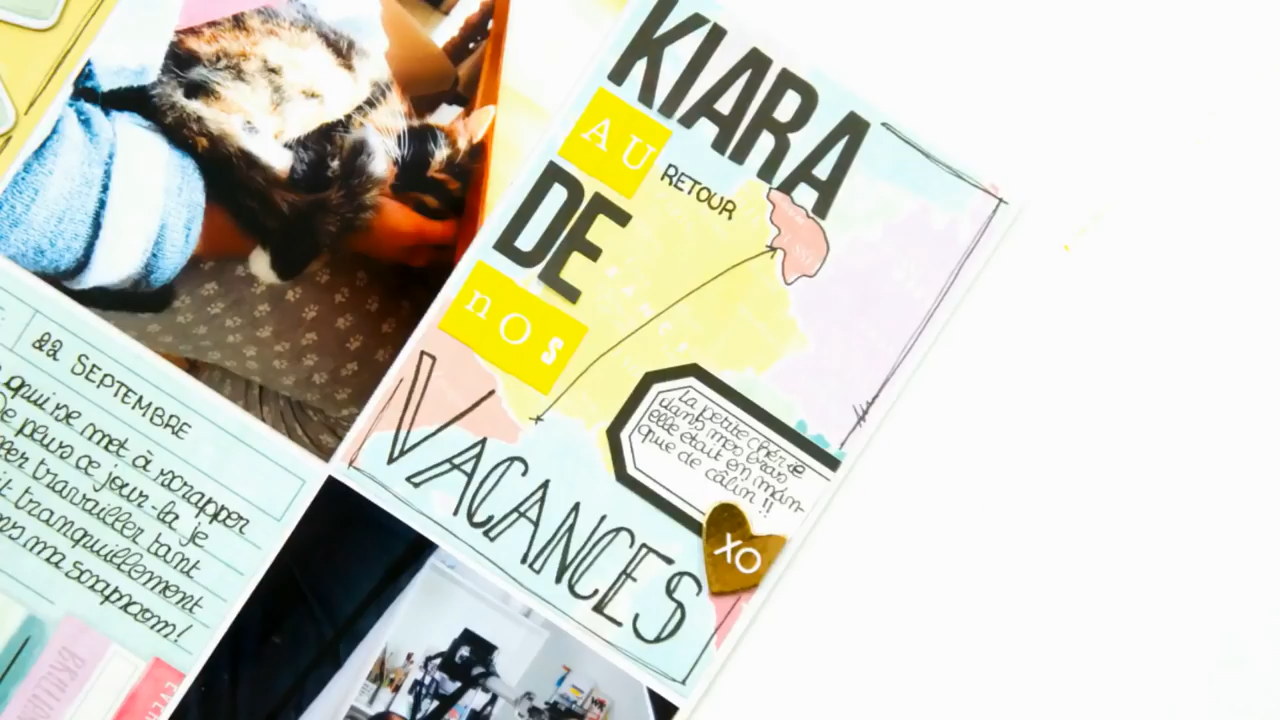 KIARA
AU
RETOUR
DE
nOS
VACANCES
La petite chérie
dans mes bras
elle était en man-
que de câlin !!
XO
22 SEPTEMBRE
qui se met à scrapper
De plus ce jour-là je
travailler tant
tranquillement
ma scraproom!